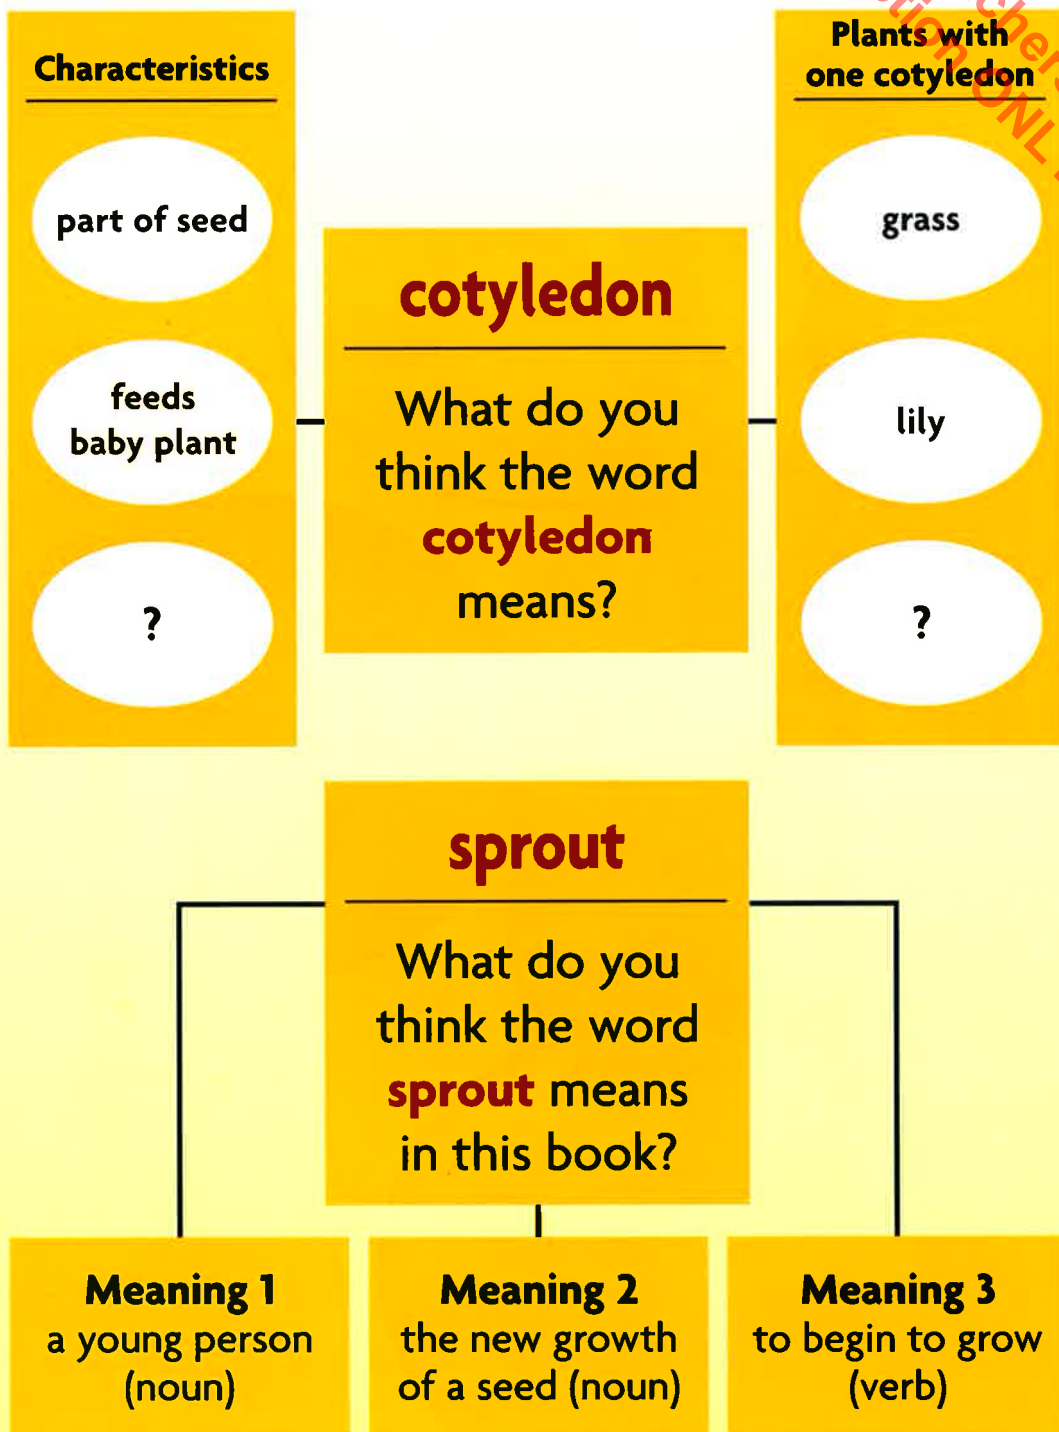 Characteristics
part of seed
feeds
baby plant
?
cotyledon
What do you
think the word
cotyledon
means?
Plants with
one cotyledon
grass
lily
?
sprout
What do you
think the word
sprout means
in this book?
Meaning 1
a young person
(noun)
Meaning 2
the new growth
of a seed (noun)
Meaning 3
to begin to grow
(verb)